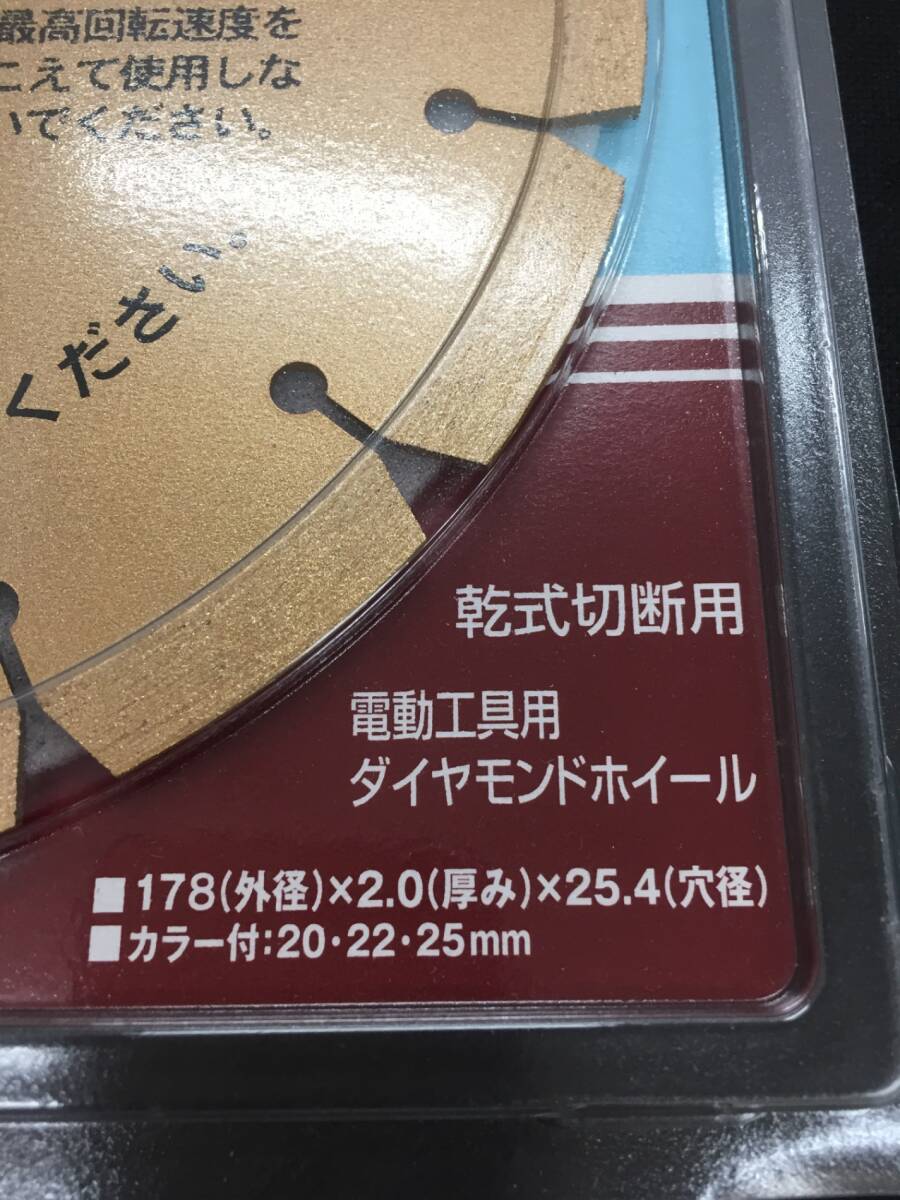 最高回転速度を
こえて使用しな
いでください。
ください。
乾式切断用
電動工具用
ダイヤモンドホイール
■178(外径)×2.0(厚み)×25.4(穴径)
■カラー付:20・22・25mm